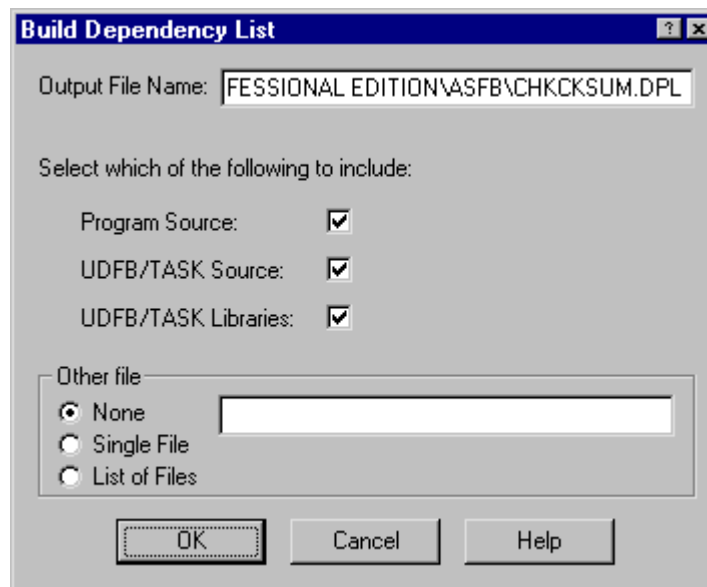 Build Dependency List
Output File Name: FESSIONAL EDITION\ASFB\CHKCKSUM.DPL
Select which of the following to include:
Program Source:
UDFB/TASK Source:
UDFB/TASK Libraries:
Other file
None
Single File
List of Files
OK Cancel Help